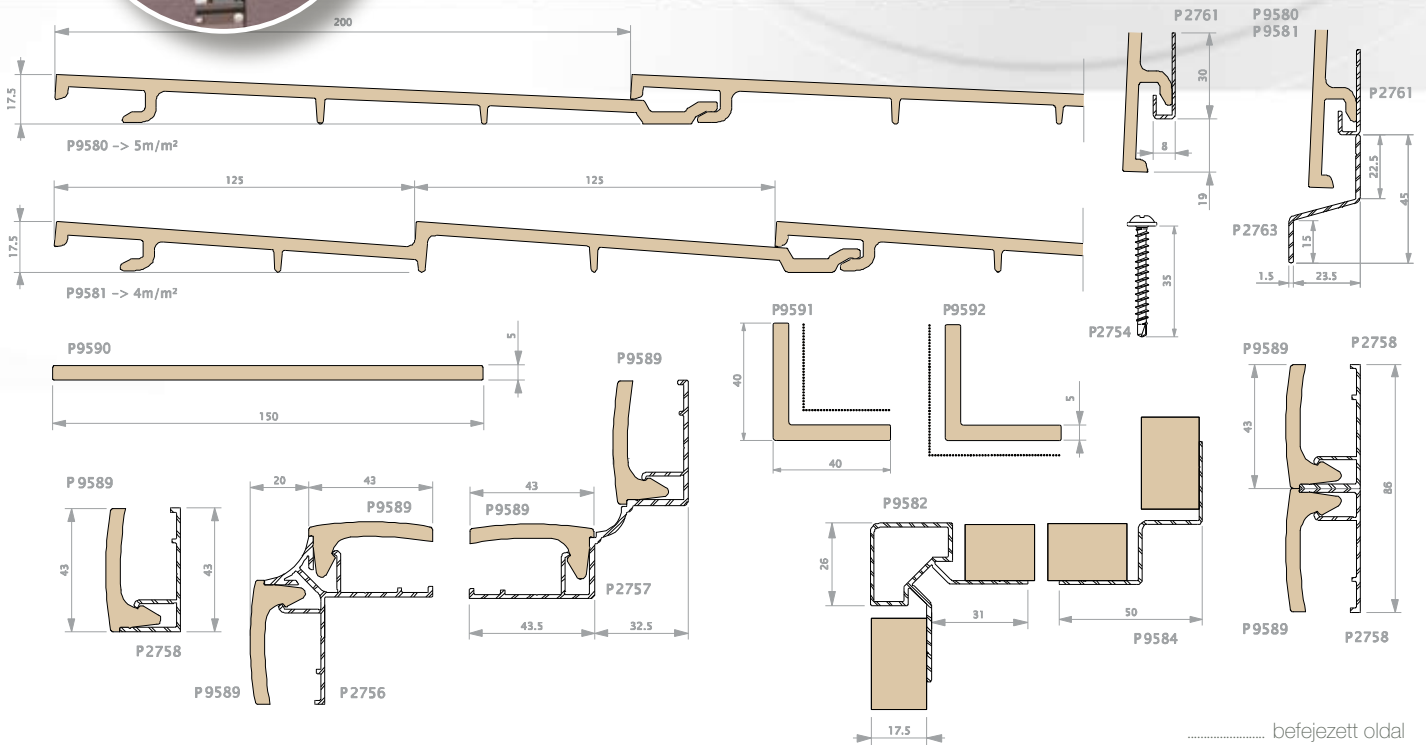 200
17.5
P9580 -> 5m/m²
P2761
30
8
19
P9580
P9581
P2761
22.5
45
P2763
15
1.5
23.5
125
125
17.5
P9581 -> 4m/m²
35
P2754
P9590
5
150
P9591
40
40
P9592
5
P9589
P2758
43
86
P9589
P2758
P9589
43
43
P2758
20
43
P9589
P9589
P2756
43
P9589
P9589
P2757
43.5
32.5
P9582
26
31
17.5
50
P9584
befejezett oldal